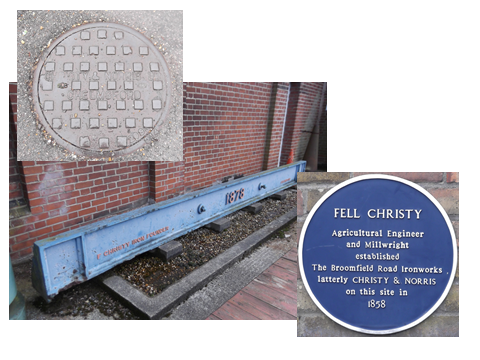 1878
FELL CHRISTY
Agricultural Engineer
and Millwright
established
The Broomfield Road Ironworks
latterly CHRISTY & NORRIS
on this site in
1858